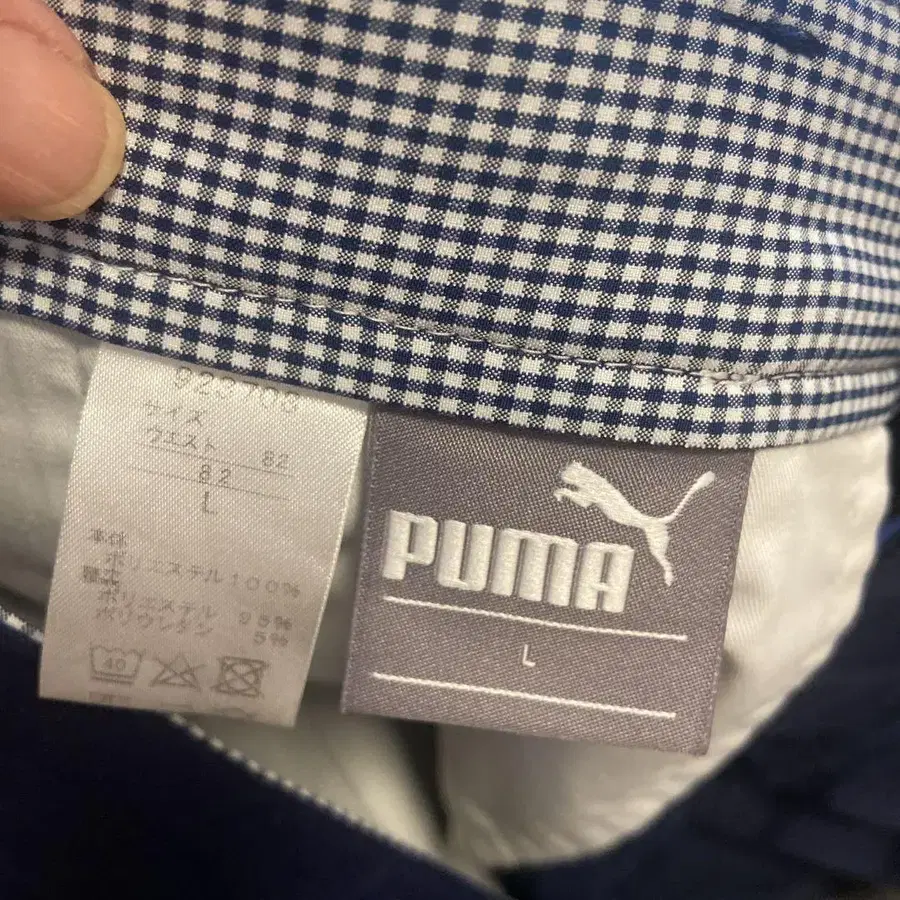 サイズ
ウエスト 82
82
L
本体
ポリエステル100%
ポリエステル 95%
ポリウレタン 5%
40
PUMA
L